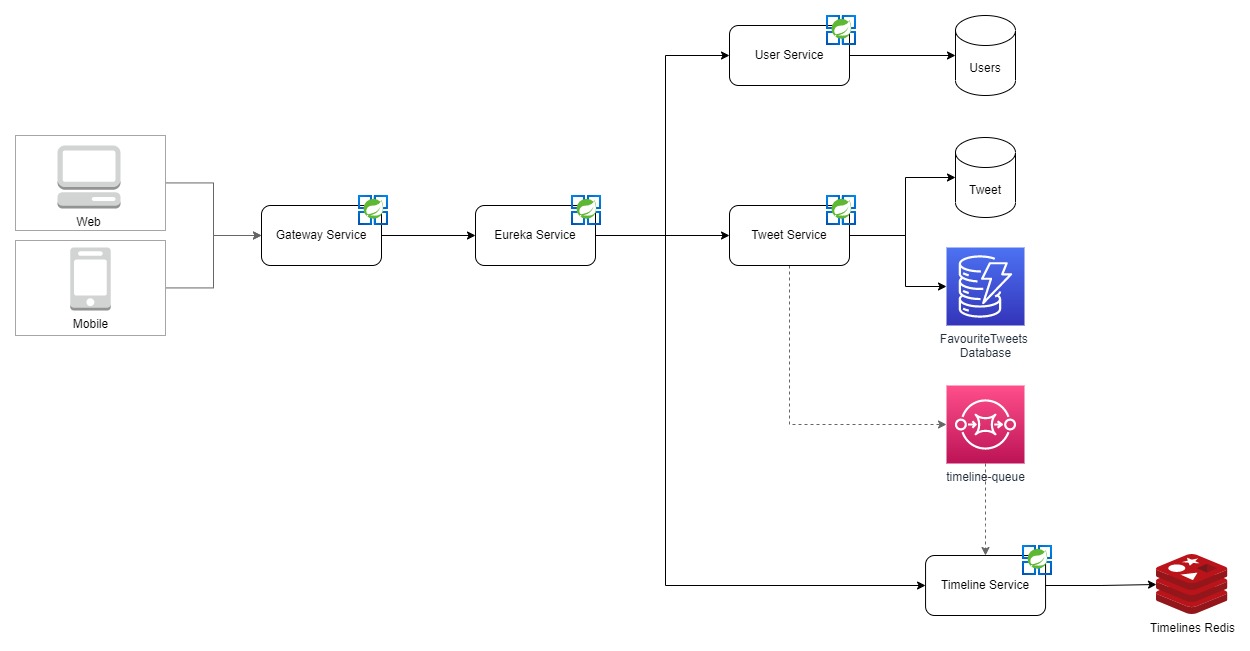 Web
Mobile
Gateway Service
Eureka Service
User Service
Users
Tweet Service
Tweet
FavouriteTweets
Database
timeline-queue
Timeline Service
Timelines Redis